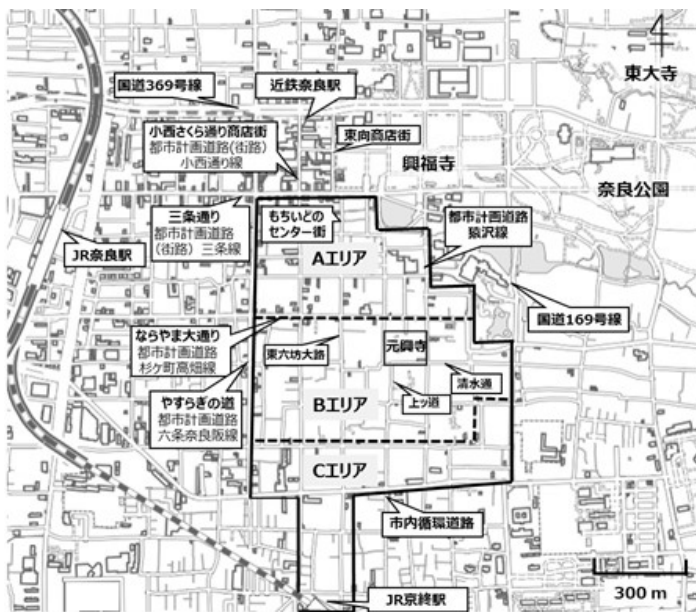 国道369号線
近鉄奈良駅
東大寺
小西さくら通り商店街
都市計画道路(街路)
小西通り線
東向商店街
興福寺
奈良公園
三条通り
都市計画道路
(街路) 三条線
もちいどの
センター街
都市計画道路
猿沢線
JR奈良駅
Aエリア
国道169号線
ならやま大通り
都市計画道路
杉ケ町高畑線
東六坊大路
元興寺
清水通
やすらぎの道
都市計画道路
六条奈良阪線
Bエリア
上ッ道
Cエリア
市内循環道路
JR京終駅
300 m
4